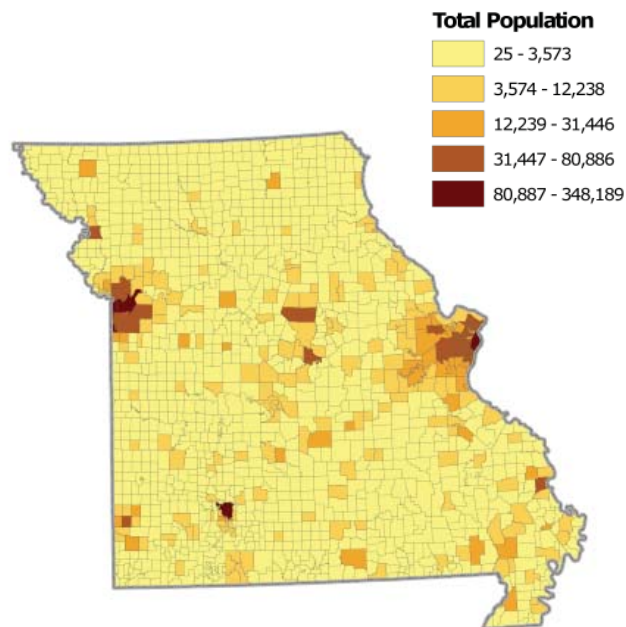 Total Population
25 - 3,573
3,574 - 12,238
12,239 - 31,446
31,447 - 80,886
80,887 - 348,189